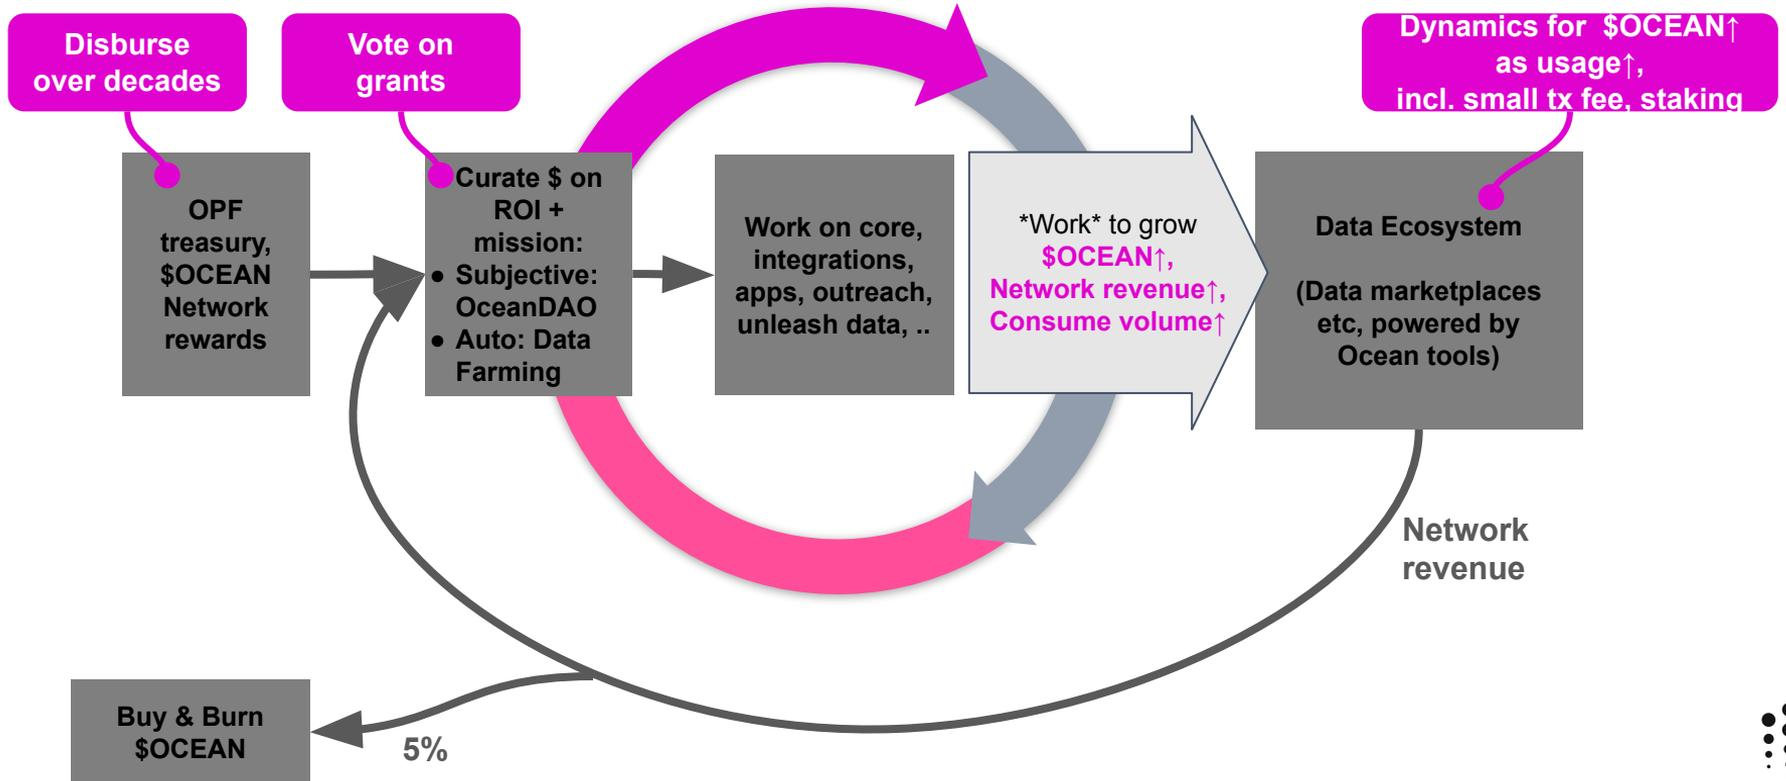 Disburse
over decades
Vote on
grants
Dynamics for $OCEAN↑
as usage↑,
incl. small tx fee, staking
OPF
treasury,
$OCEAN
Network
rewards
Curate $ on
ROI +
mission:
● Subjective:
OceanDAO
● Auto: Data
Farming
Work on core,
integrations,
apps, outreach,
unleash data, ..
*Work* to grow
$OCEAN↑,
Network revenue↑,
Consume volume↑
Data Ecosystem
(Data marketplaces
etc, powered by
Ocean tools)
Network
revenue
Buy & Burn
$OCEAN
5%